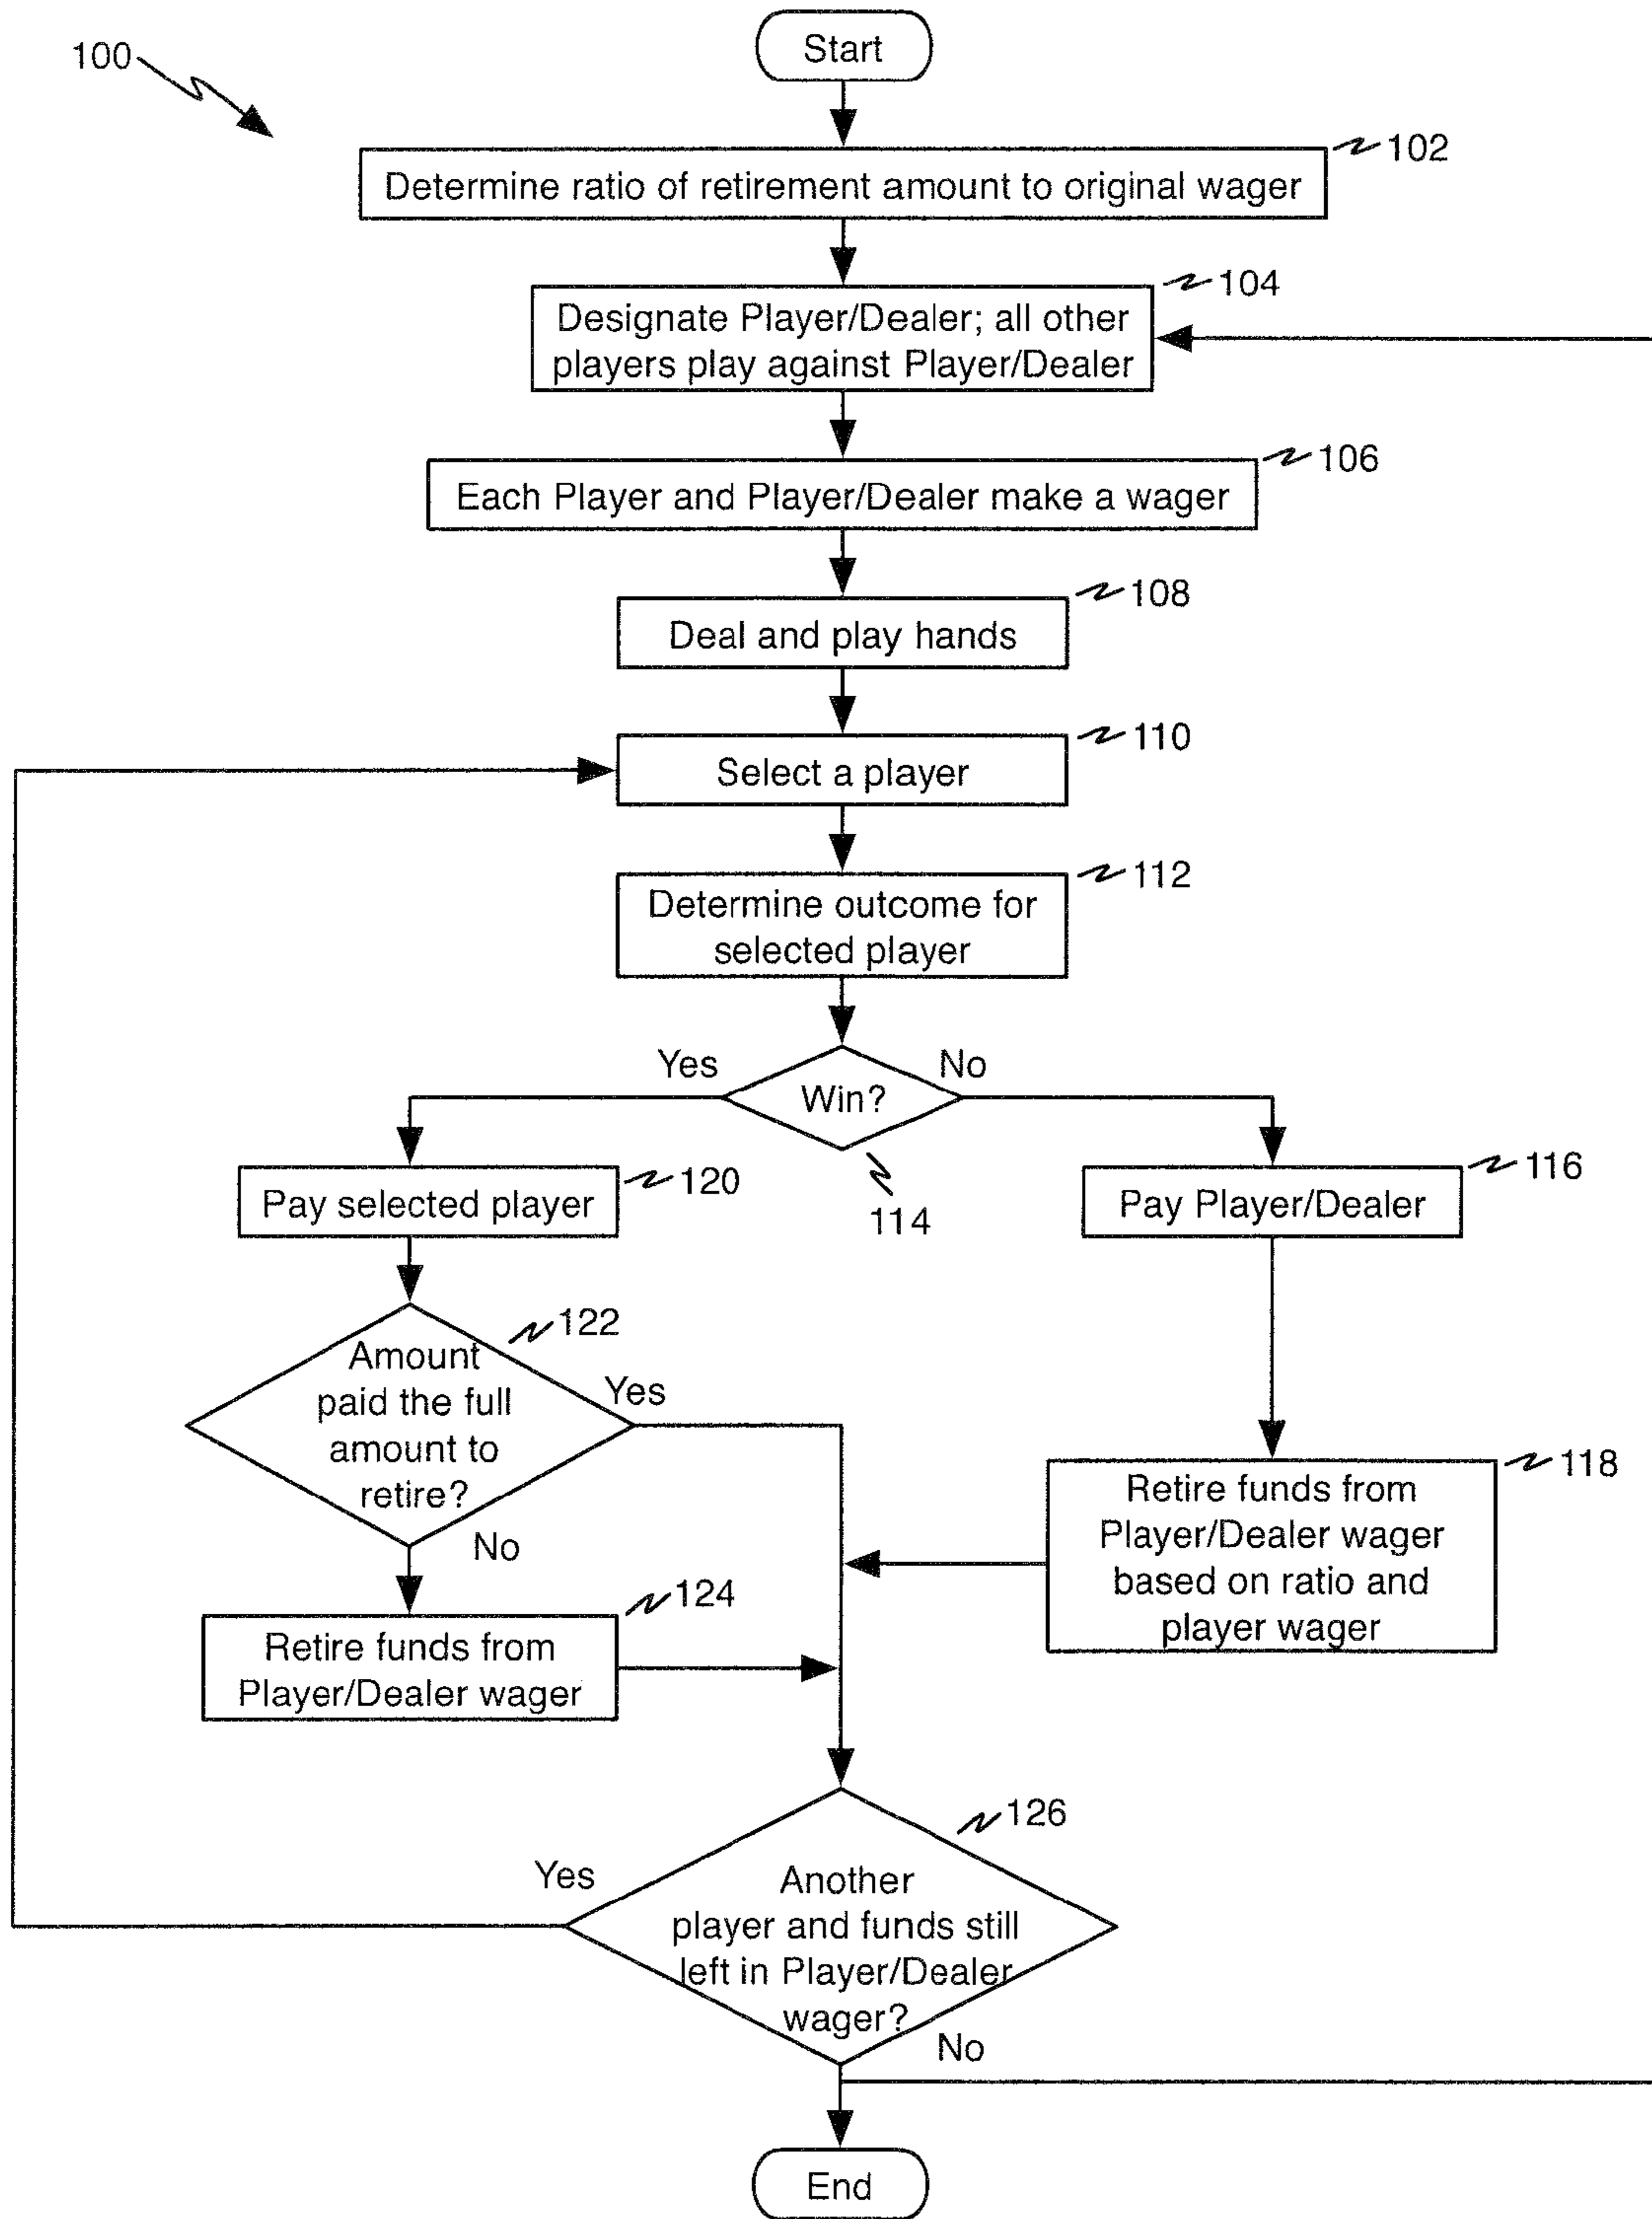 Start
100
102
Determine ratio of retirement amount to original wager
104
Designate Player/Dealer; all other
players play against Player/Dealer
106
Each Player and Player/Dealer make a wager
108
Deal and play hands
110
Select a player
112
Determine outcome for
selected player
Yes
No
Win?
114
120
Pay selected player
116
Pay Player/Dealer
122
Amount
paid the full
amount to
retire?
Yes
No
118
Retire funds from
Player/Dealer wager
based on ratio and
player wager
124
Retire funds from
Player/Dealer wager
126
Yes
Another
player and funds still
left in Player/Dealer
wager?
No
End